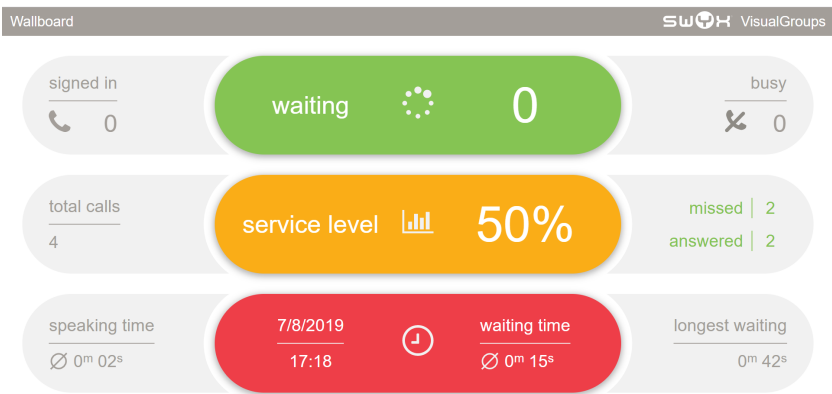 Wallboard
swyx VisualGroups
signed in
0
waiting
0
busy
0
total calls
4
service level
50%
missed 2
answered 2
speaking time
Ø 0m 02s
7/8/2019
17:18
waiting time
Ø 0m 15s
longest waiting
0m 42s